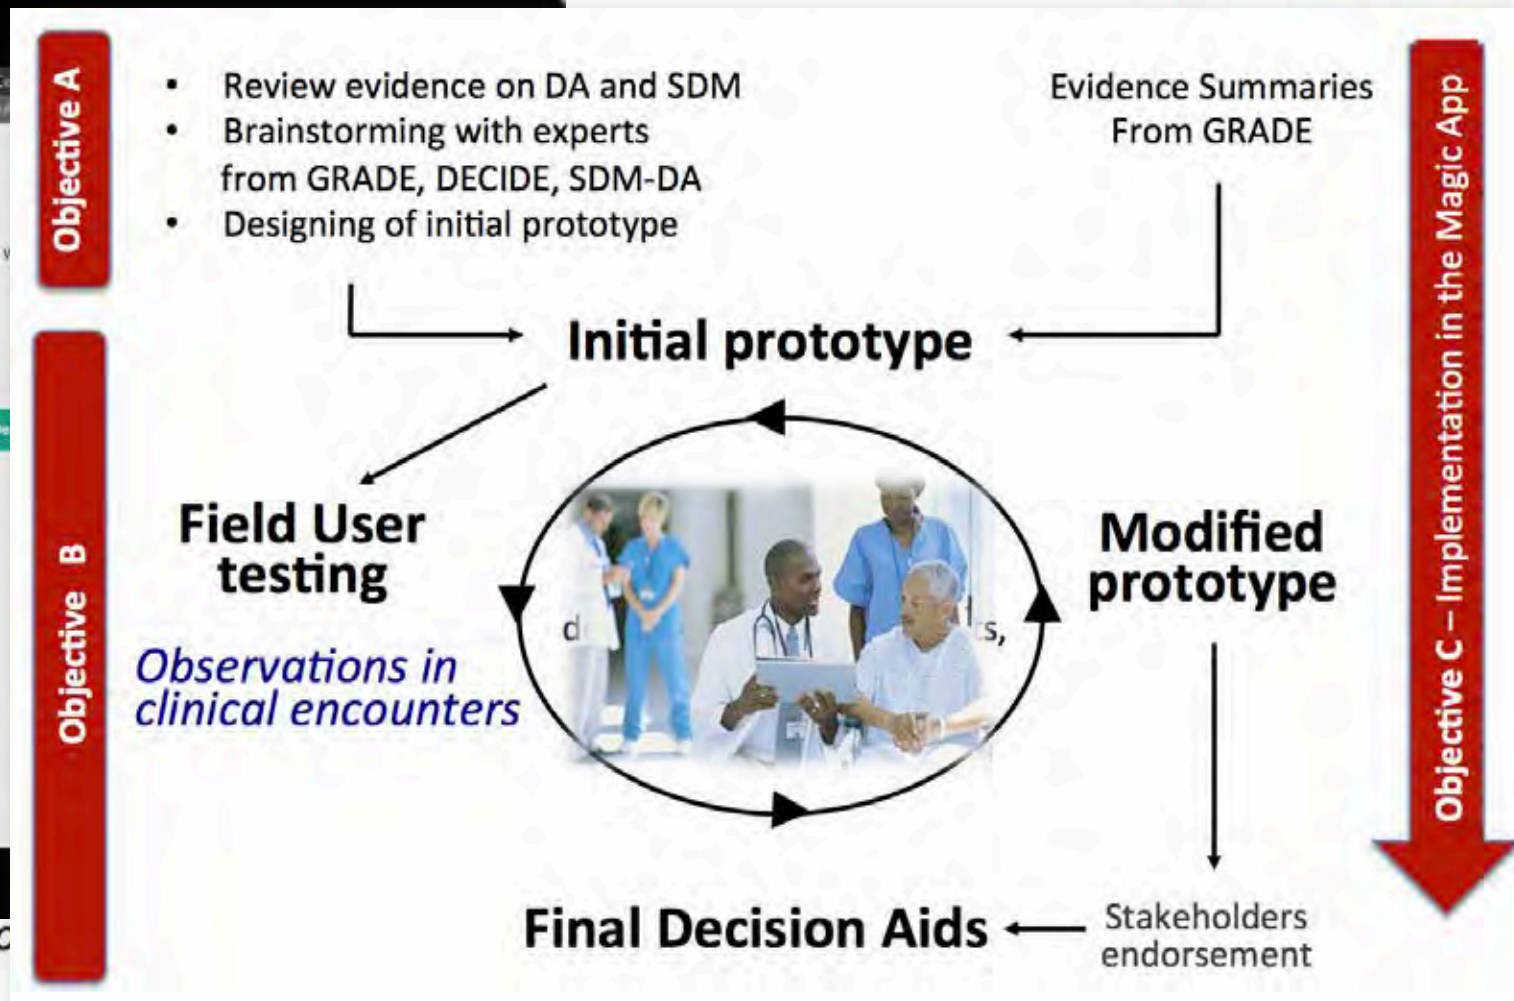 Objective A
• Review evidence on DA and SDM
• Brainstorming with experts
from GRADE, DECIDE, SDM-DA
• Designing of initial prototype
Evidence Summaries
From GRADE
Initial prototype
Objective B
Field User
testing
Observations in
clinical encounters
Modified
prototype
Stakeholders
endorsement
Final Decision Aids
Objective C – Implementation in the Magic App